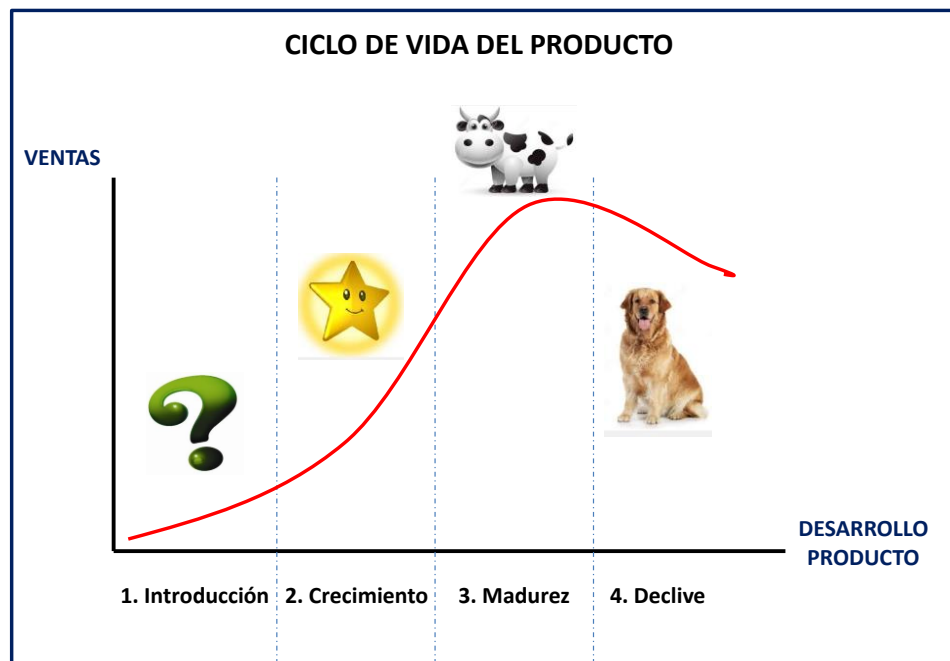 CICLO DE VIDA DEL PRODUCTO
VENTAS
DESARROLLO
PRODUCTO
1. Introducción
2. Crecimiento
3. Madurez
4. Declive